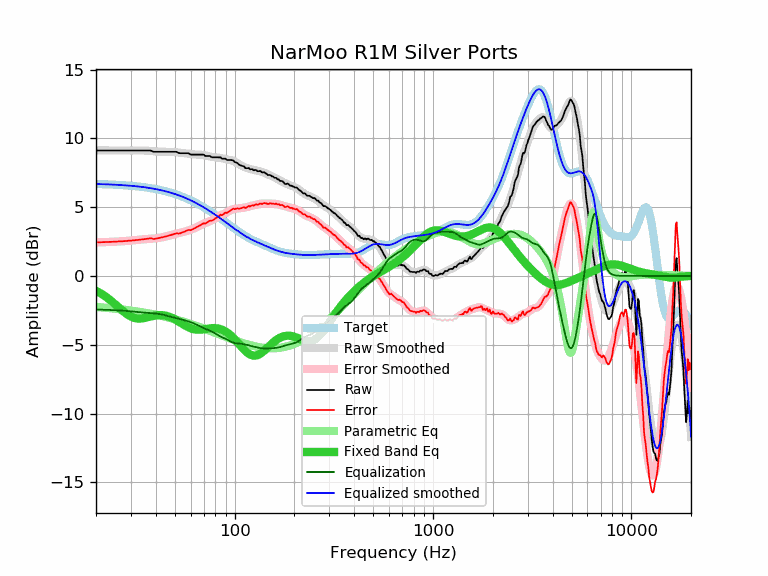 NarMoo R1M Silver Ports
15
10
5
0
−5
−10
−15
Amplitude (dBr)
Target
Raw Smoothed
Error Smoothed
Raw
Error
Parametric Eq
Fixed Band Eq
Equalization
Equalized smoothed
100 1000 10000
Frequency (Hz)